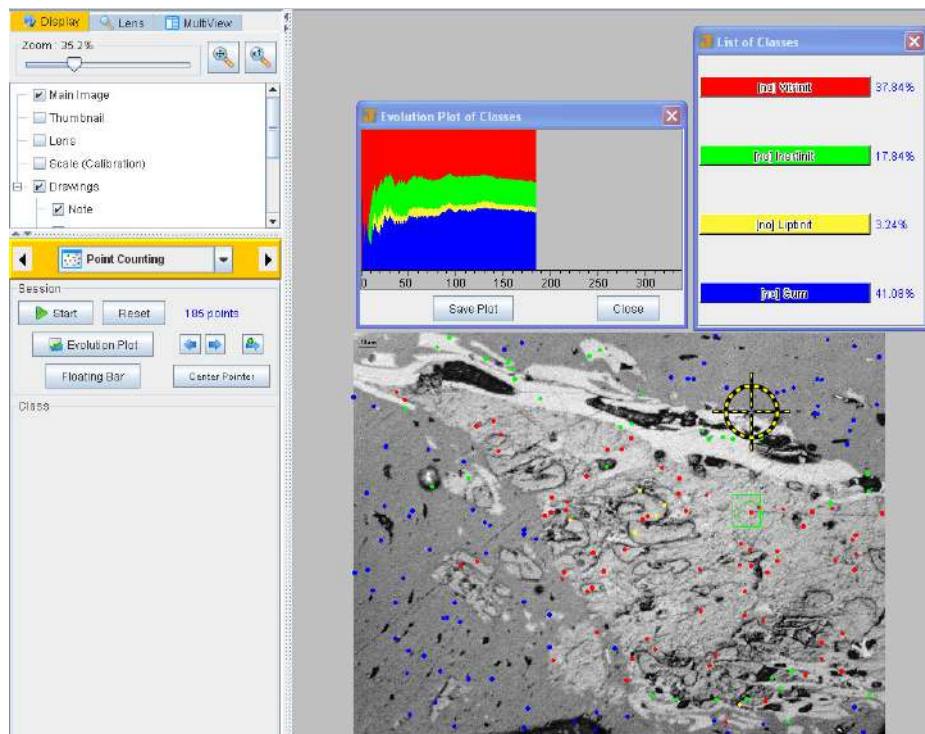 Display Lens MultiView
Zoom : 35.2%
Main Image
Thumbnail
Lens
Scale (Calibration)
Drawings
Note
Point Counting
Session
Start Reset 185 points
Evolution Plot
Floating Bar Center Pointer
Class
Evolution Plot of Classes
0 50 100 150 200 250 300
Save Plot Close
List of Classes
[no] Vitrinit 37.84%
[no] Inertinit 17.84%
[no] Liptinit 3.24%
[no] Sum 41.08%